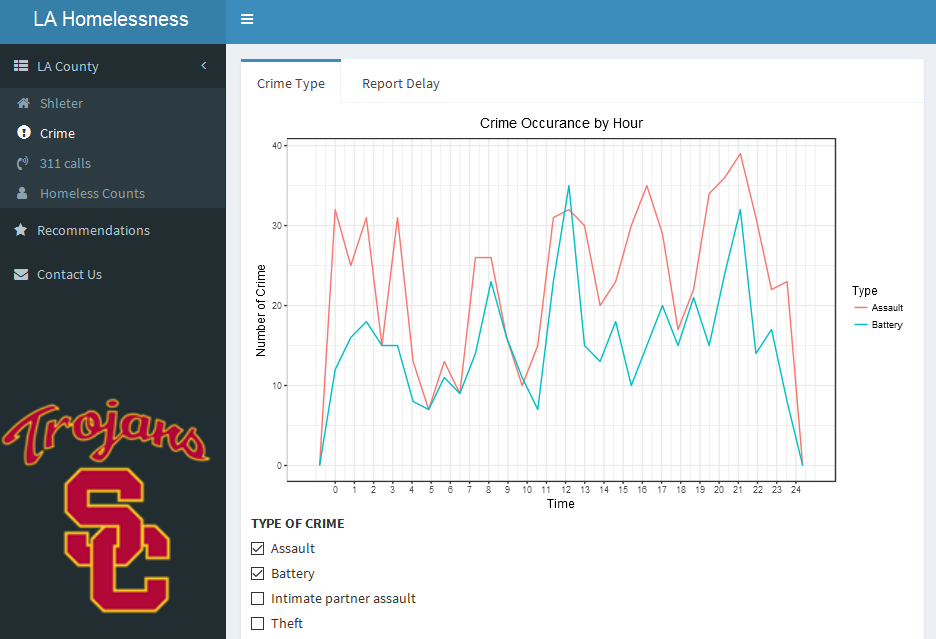 LA Homelessness
LA County
Shleter
Crime
311 calls
Homeless Counts
Recommendations
Contact Us
Trojans
SC
Crime Type Report Delay
Crime Occurance by Hour
Number of Crime
40
30
20
10
0
0 1 2 3 4 5 6 7 8 9 10 11 12 13 14 15 16 17 18 19 20 21 22 23 24
Time
Type
Assault
Battery
TYPE OF CRIME
Assault
Battery
Intimate partner assault
Theft